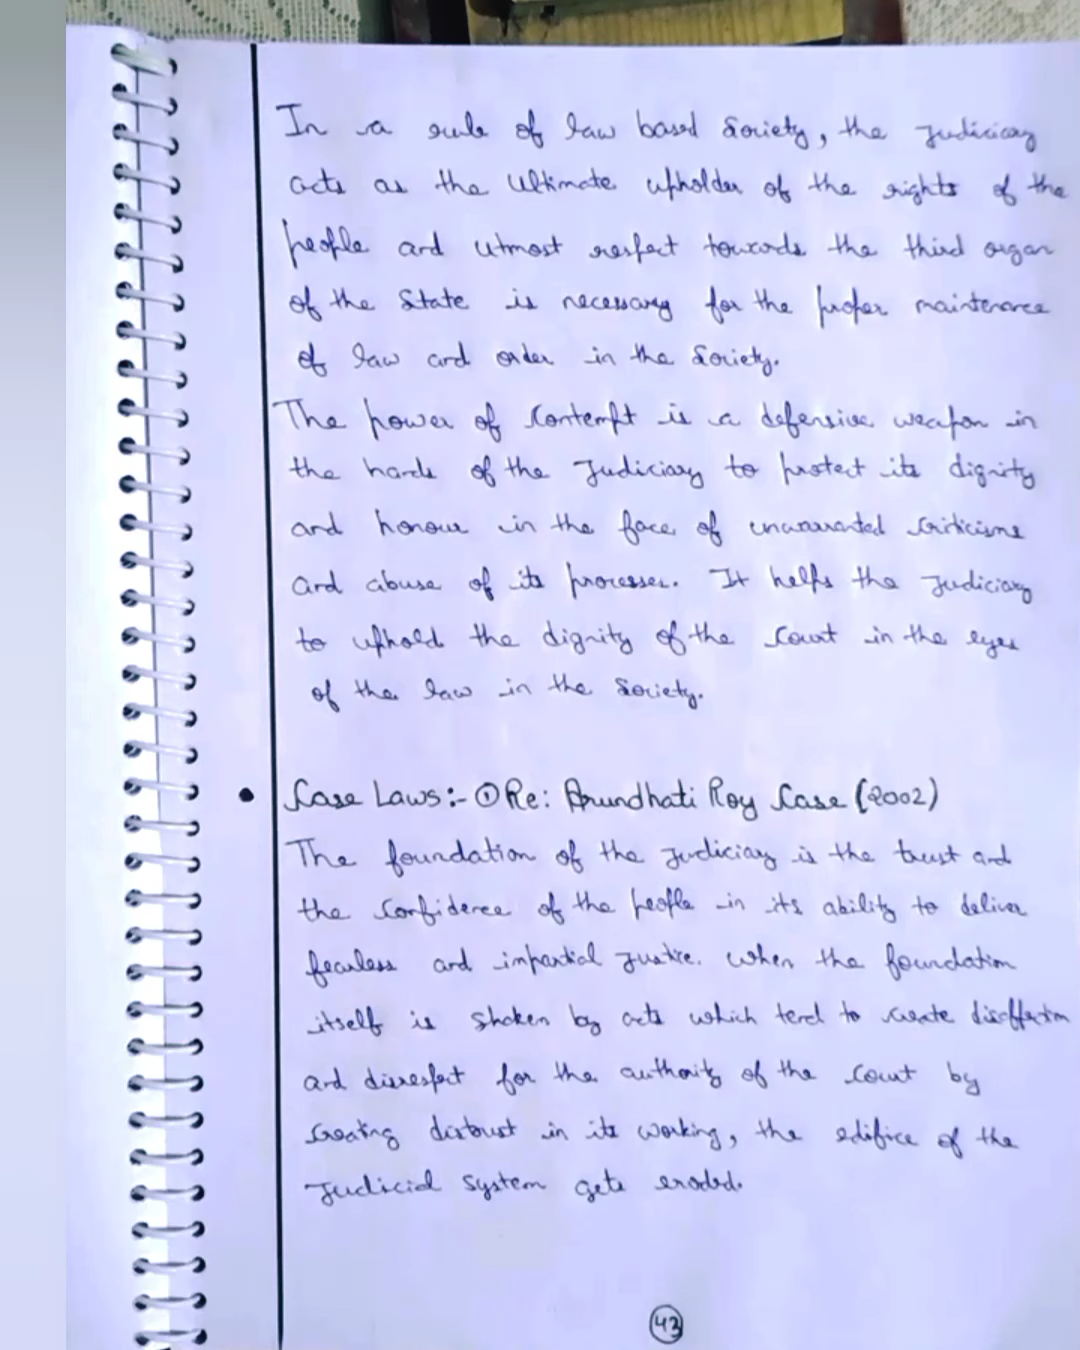 In a rule of law based Society, the Judiciary
acts as the Ultimate upholder of the rights of the
people and utmost respect towards the third organ
of the State is necessary for the proper maintenance
of law and order in the Society.
The power of Contempt is a defensive weapon in
the hands of the Judiciary to protect its dignity
and honour in the face of unwarranted Criticisms
and abuse of its processes. It helps the Judiciary
to uphold the dignity of the Court in the eyes
of the law in the Society.
• Case Laws:- ① Re: Arundhati Roy Case (2002)
The foundation of the Judiciary is the trust and
the Confidence of the people in its ability to deliver
fearless and impartial Justice. When the foundation
itself is shaken by acts which tend to create disaffection
and disrespect for the authority of the Court by
Creating distrust in its working, the edifice of the
Judicial System gets eroded.
43